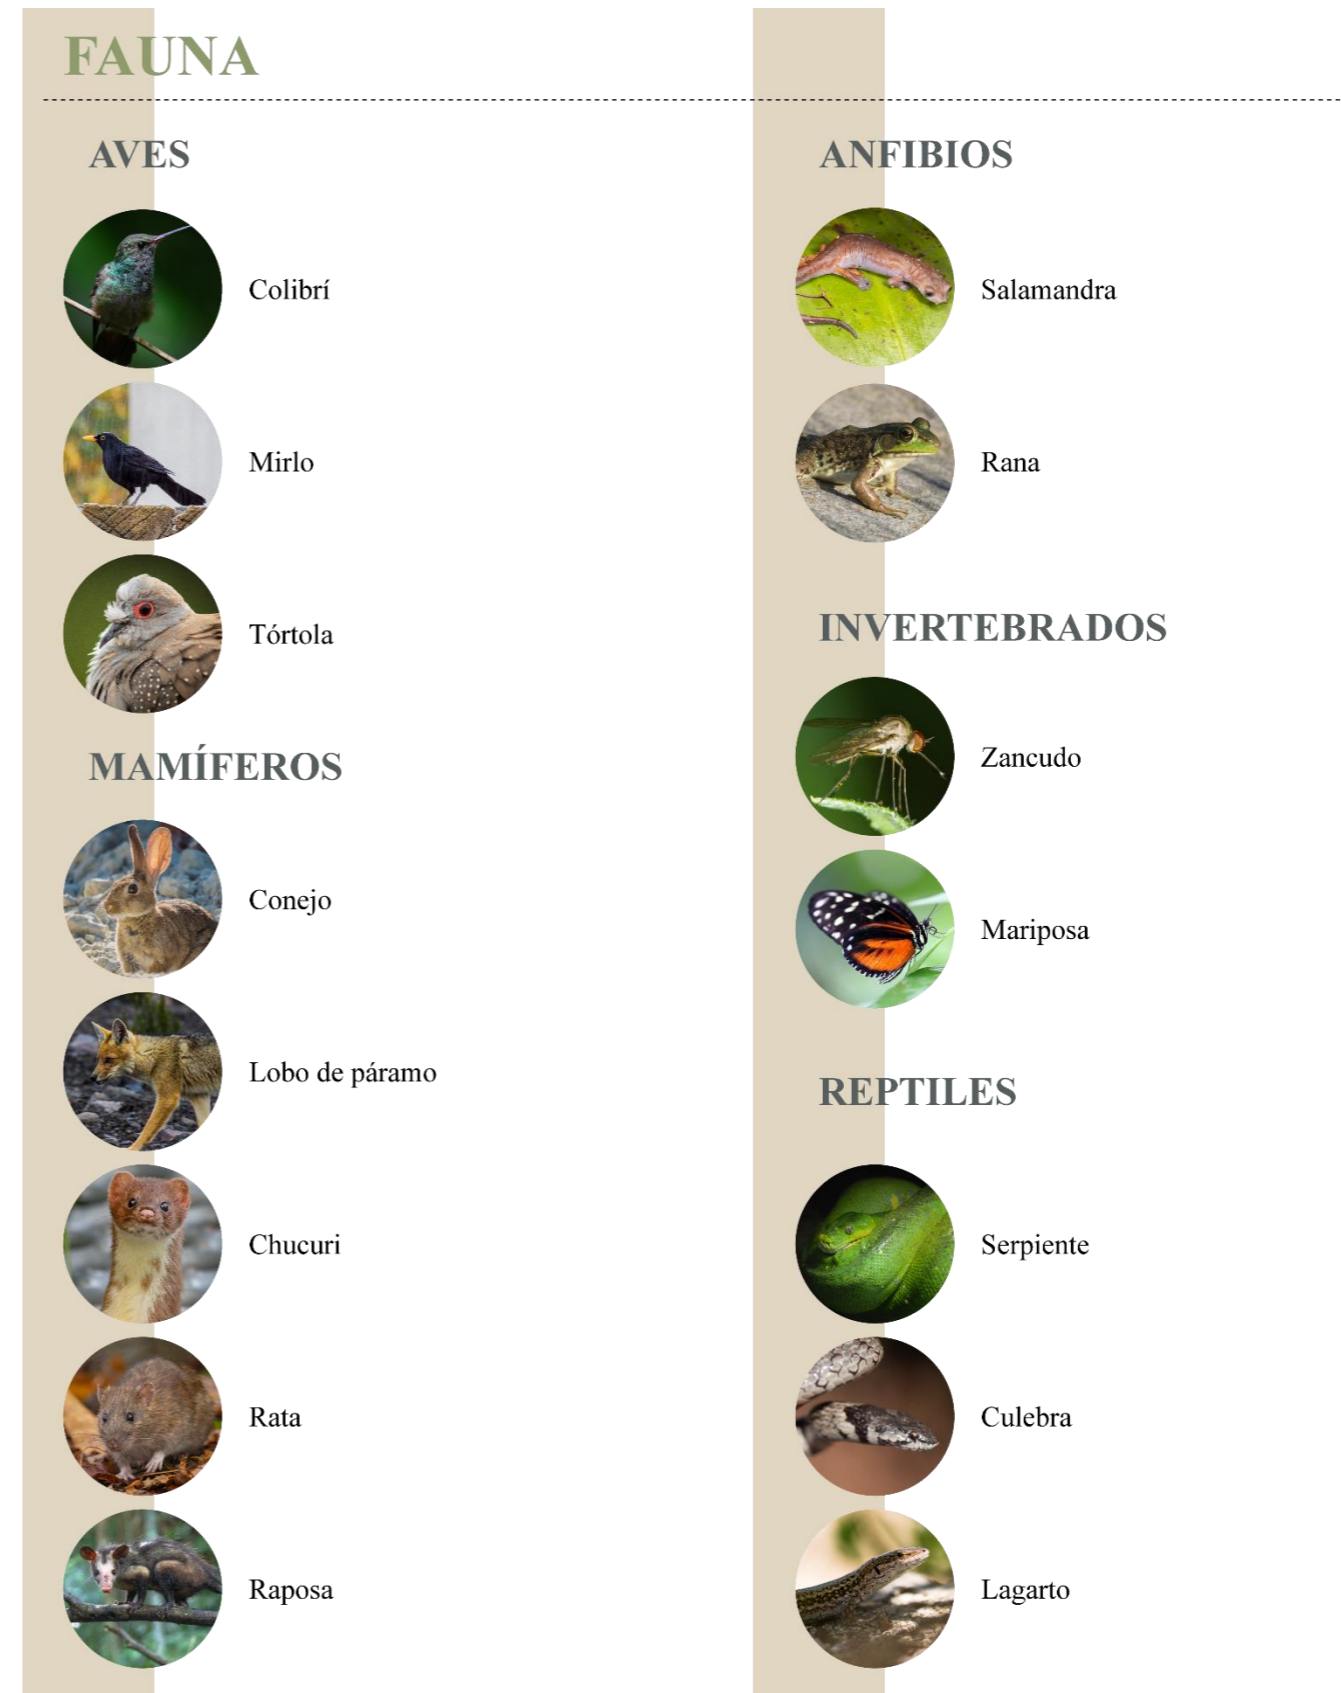 FAUNA
AVES
Colibrí
Mirlo
Tórtola
MAMÍFEROS
Conejo
Lobo de páramo
Chucuri
Rata
Raposa
ANFIBIOS
Salamandra
Rana
INVERTEBRADOS
Zancudo
Mariposa
REPTILES
Serpiente
Culebra
Lagarto